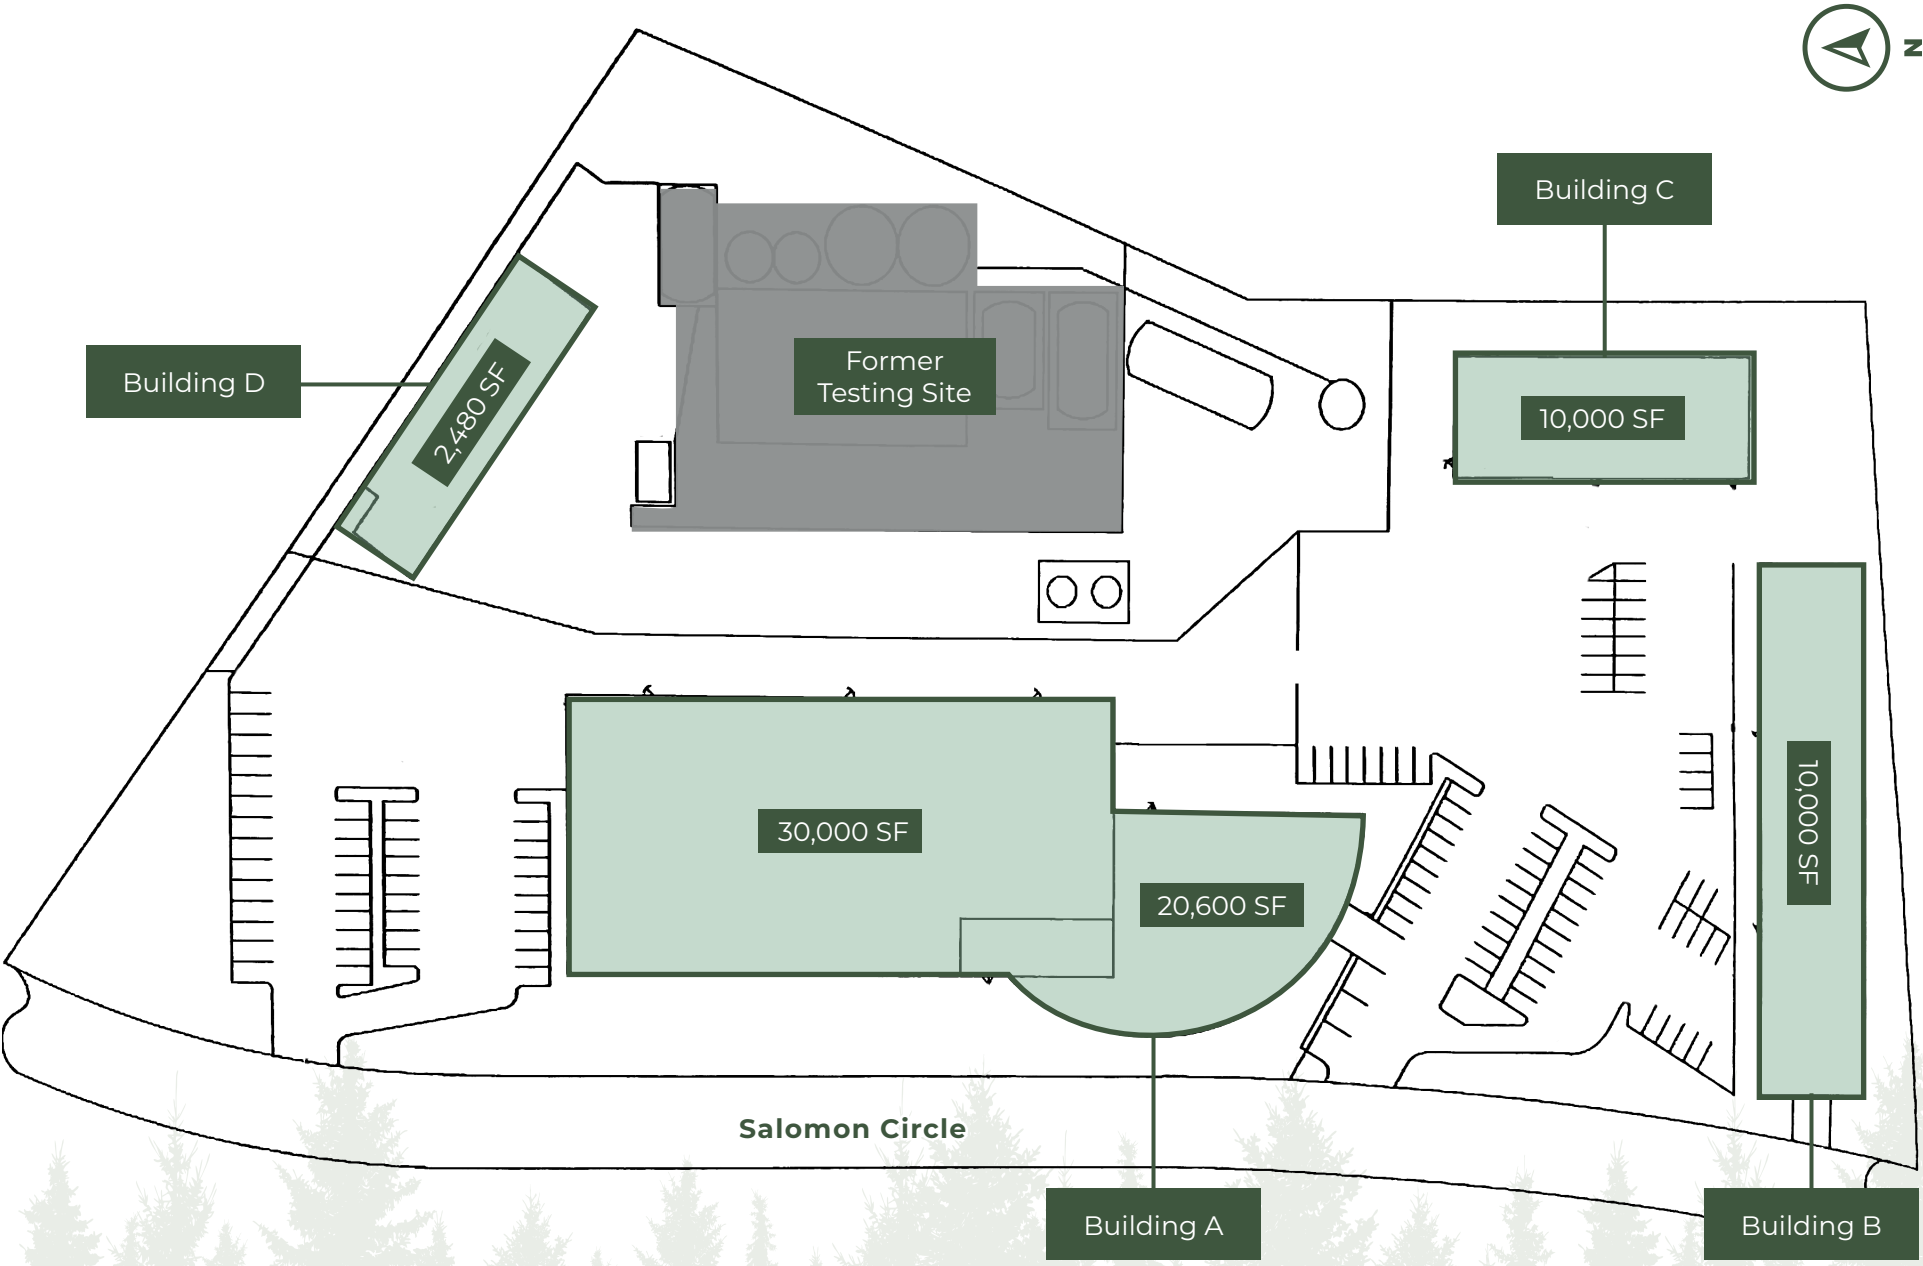 N
Building C
Building D
Former
Testing Site
2,480 SF
10,000 SF
30,000 SF
10,000 SF
20,600 SF
Salomon Circle
Building A
Building B